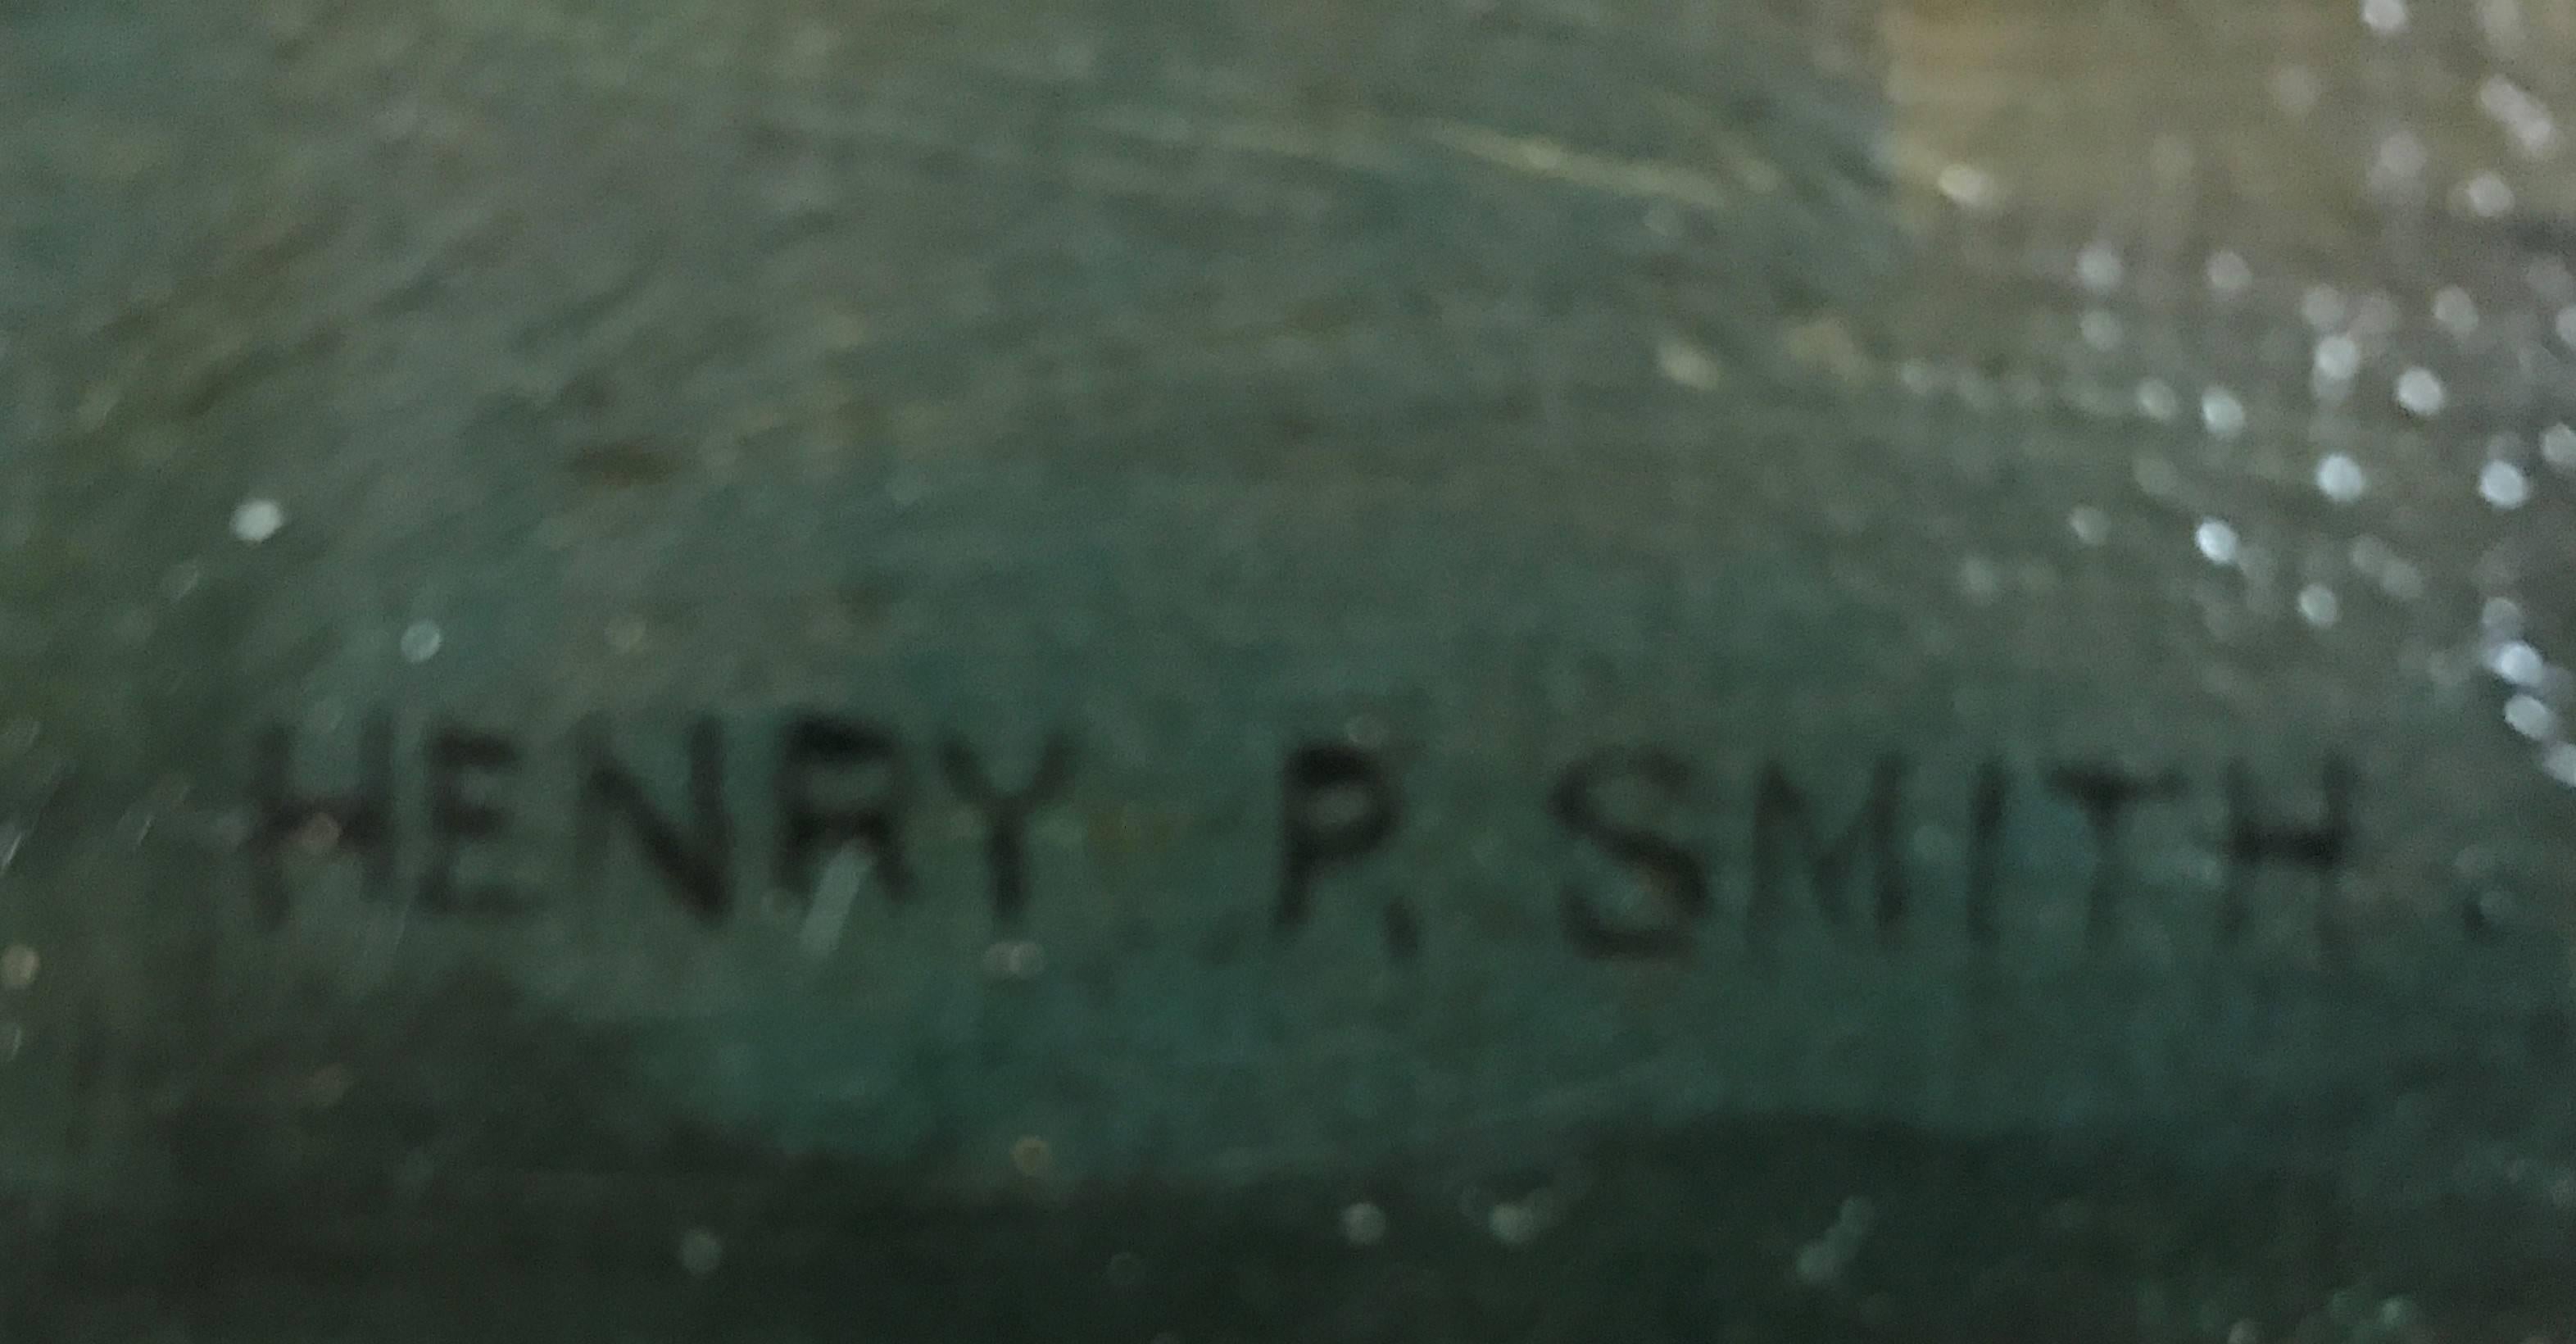 HENRY P. SMITH.